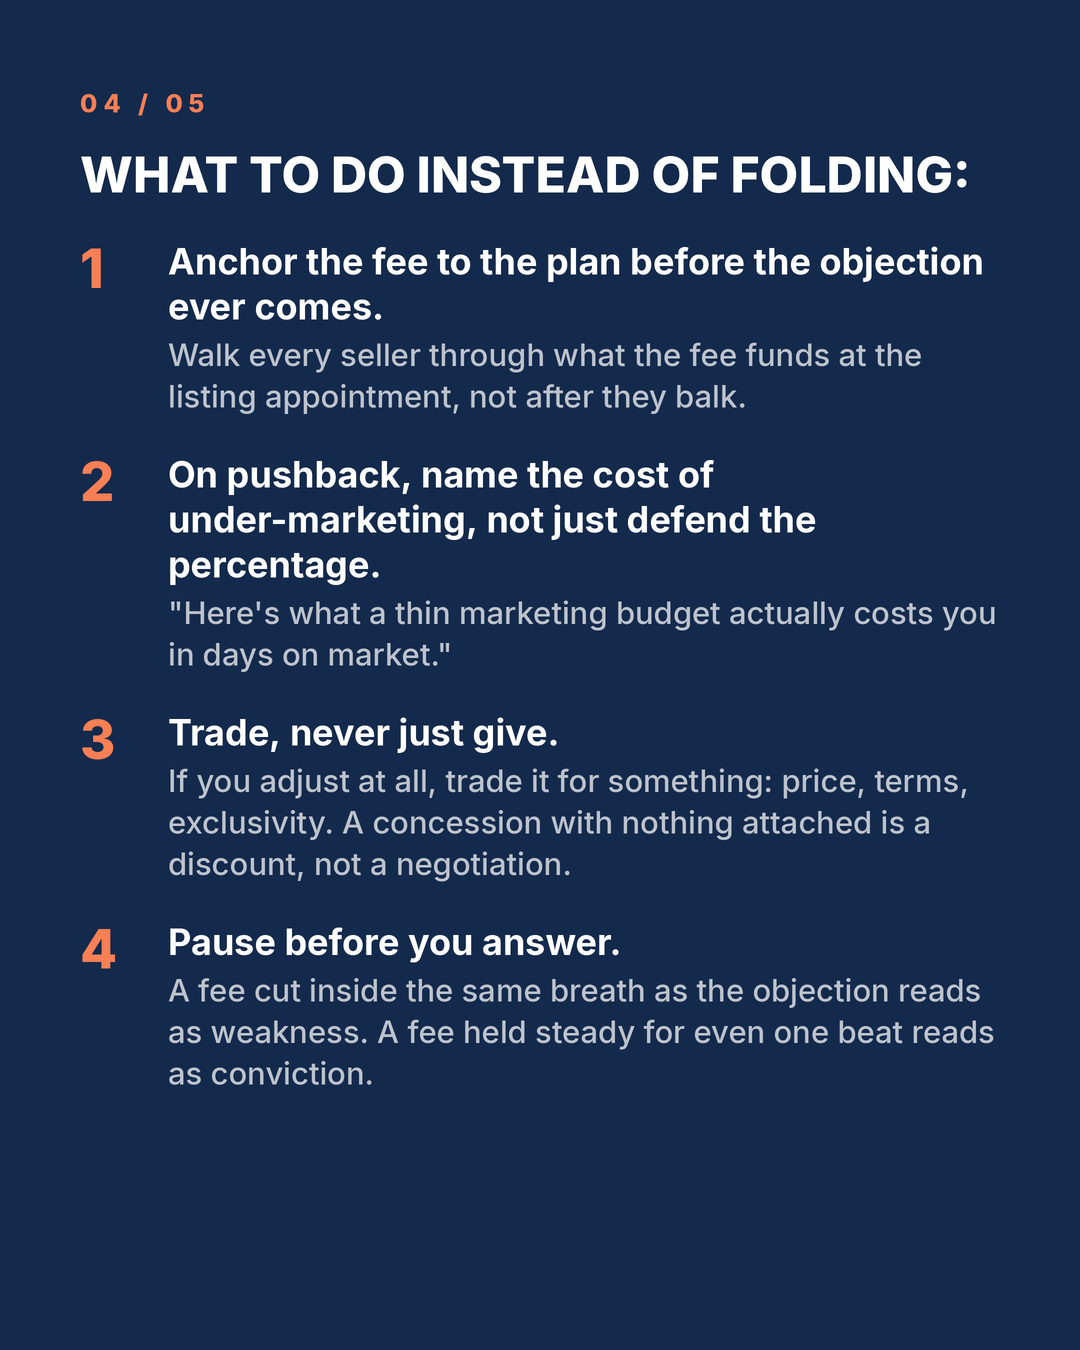 04 / 05
WHAT TO DO INSTEAD OF FOLDING:
1
Anchor the fee to the plan before the objection
ever comes.
Walk every seller through what the fee funds at the
listing appointment, not after they balk.
2
On pushback, name the cost of
under-marketing, not just defend the
percentage.
"Here's what a thin marketing budget actually costs you
in days on market."
3
Trade, never just give.
If you adjust at all, trade it for something: price, terms,
exclusivity. A concession with nothing attached is a
discount, not a negotiation.
4
Pause before you answer.
A fee cut inside the same breath as the objection reads
as weakness. A fee held steady for even one beat reads
as conviction.